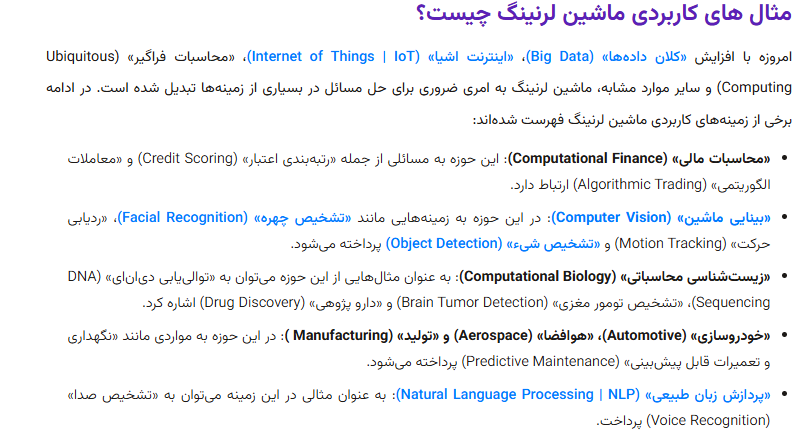 مثال های کاربردی ماشین لرنینگ چیست؟
امروزه با افزایش «کلان داده‌ها» (Big Data)، «اینترنت اشیا» (Internet of Things | IoT)، «محاسبات فراگیر» (Ubiquitous
Computing) و سایر موارد مشابه، ماشین لرنینگ به امری ضروری برای حل مسائل در بسیاری از زمینه‌ها تبدیل شده است. در ادامه
برخی از زمینه‌های کاربردی ماشین لرنینگ فهرست شده‌اند:
• «محاسبات مالی» (Computational Finance): این حوزه به مسائلی از جمله «رتبه‌بندی اعتبار» (Credit Scoring) و «معاملات
الگوریتمی» (Algorithmic Trading) ارتباط دارد.
• «بینایی ماشین» (Computer Vision): در این حوزه به زمینه‌هایی مانند «تشخیص چهره» (Facial Recognition)، «ردیابی
حرکت» (Motion Tracking) و «تشخیص شیء» (Object Detection) پرداخته می‌شود.
• «زیست‌شناسی محاسباتی» (Computational Biology): به عنوان مثال‌هایی از این حوزه می‌توان به «توالی‌یابی دی‌ان‌ای» (DNA
Sequencing)، «تشخیص تومور مغزی» (Brain Tumor Detection) و «دارو پژوهی» (Drug Discovery) اشاره کرد.
• «خودروسازی» (Automotive)، «هوافضا» (Aerospace) و «تولید» (Manufacturing ): در این حوزه به مواردی مانند «نگهداری
و تعمیرات قابل پیش‌بینی» (Predictive Maintenance) پرداخته می‌شود.
• «پردازش زبان طبیعی» (Natural Language Processing | NLP): به عنوان مثالی در این زمینه می‌توان به «تشخیص صدا»
(Voice Recognition) پرداخت.